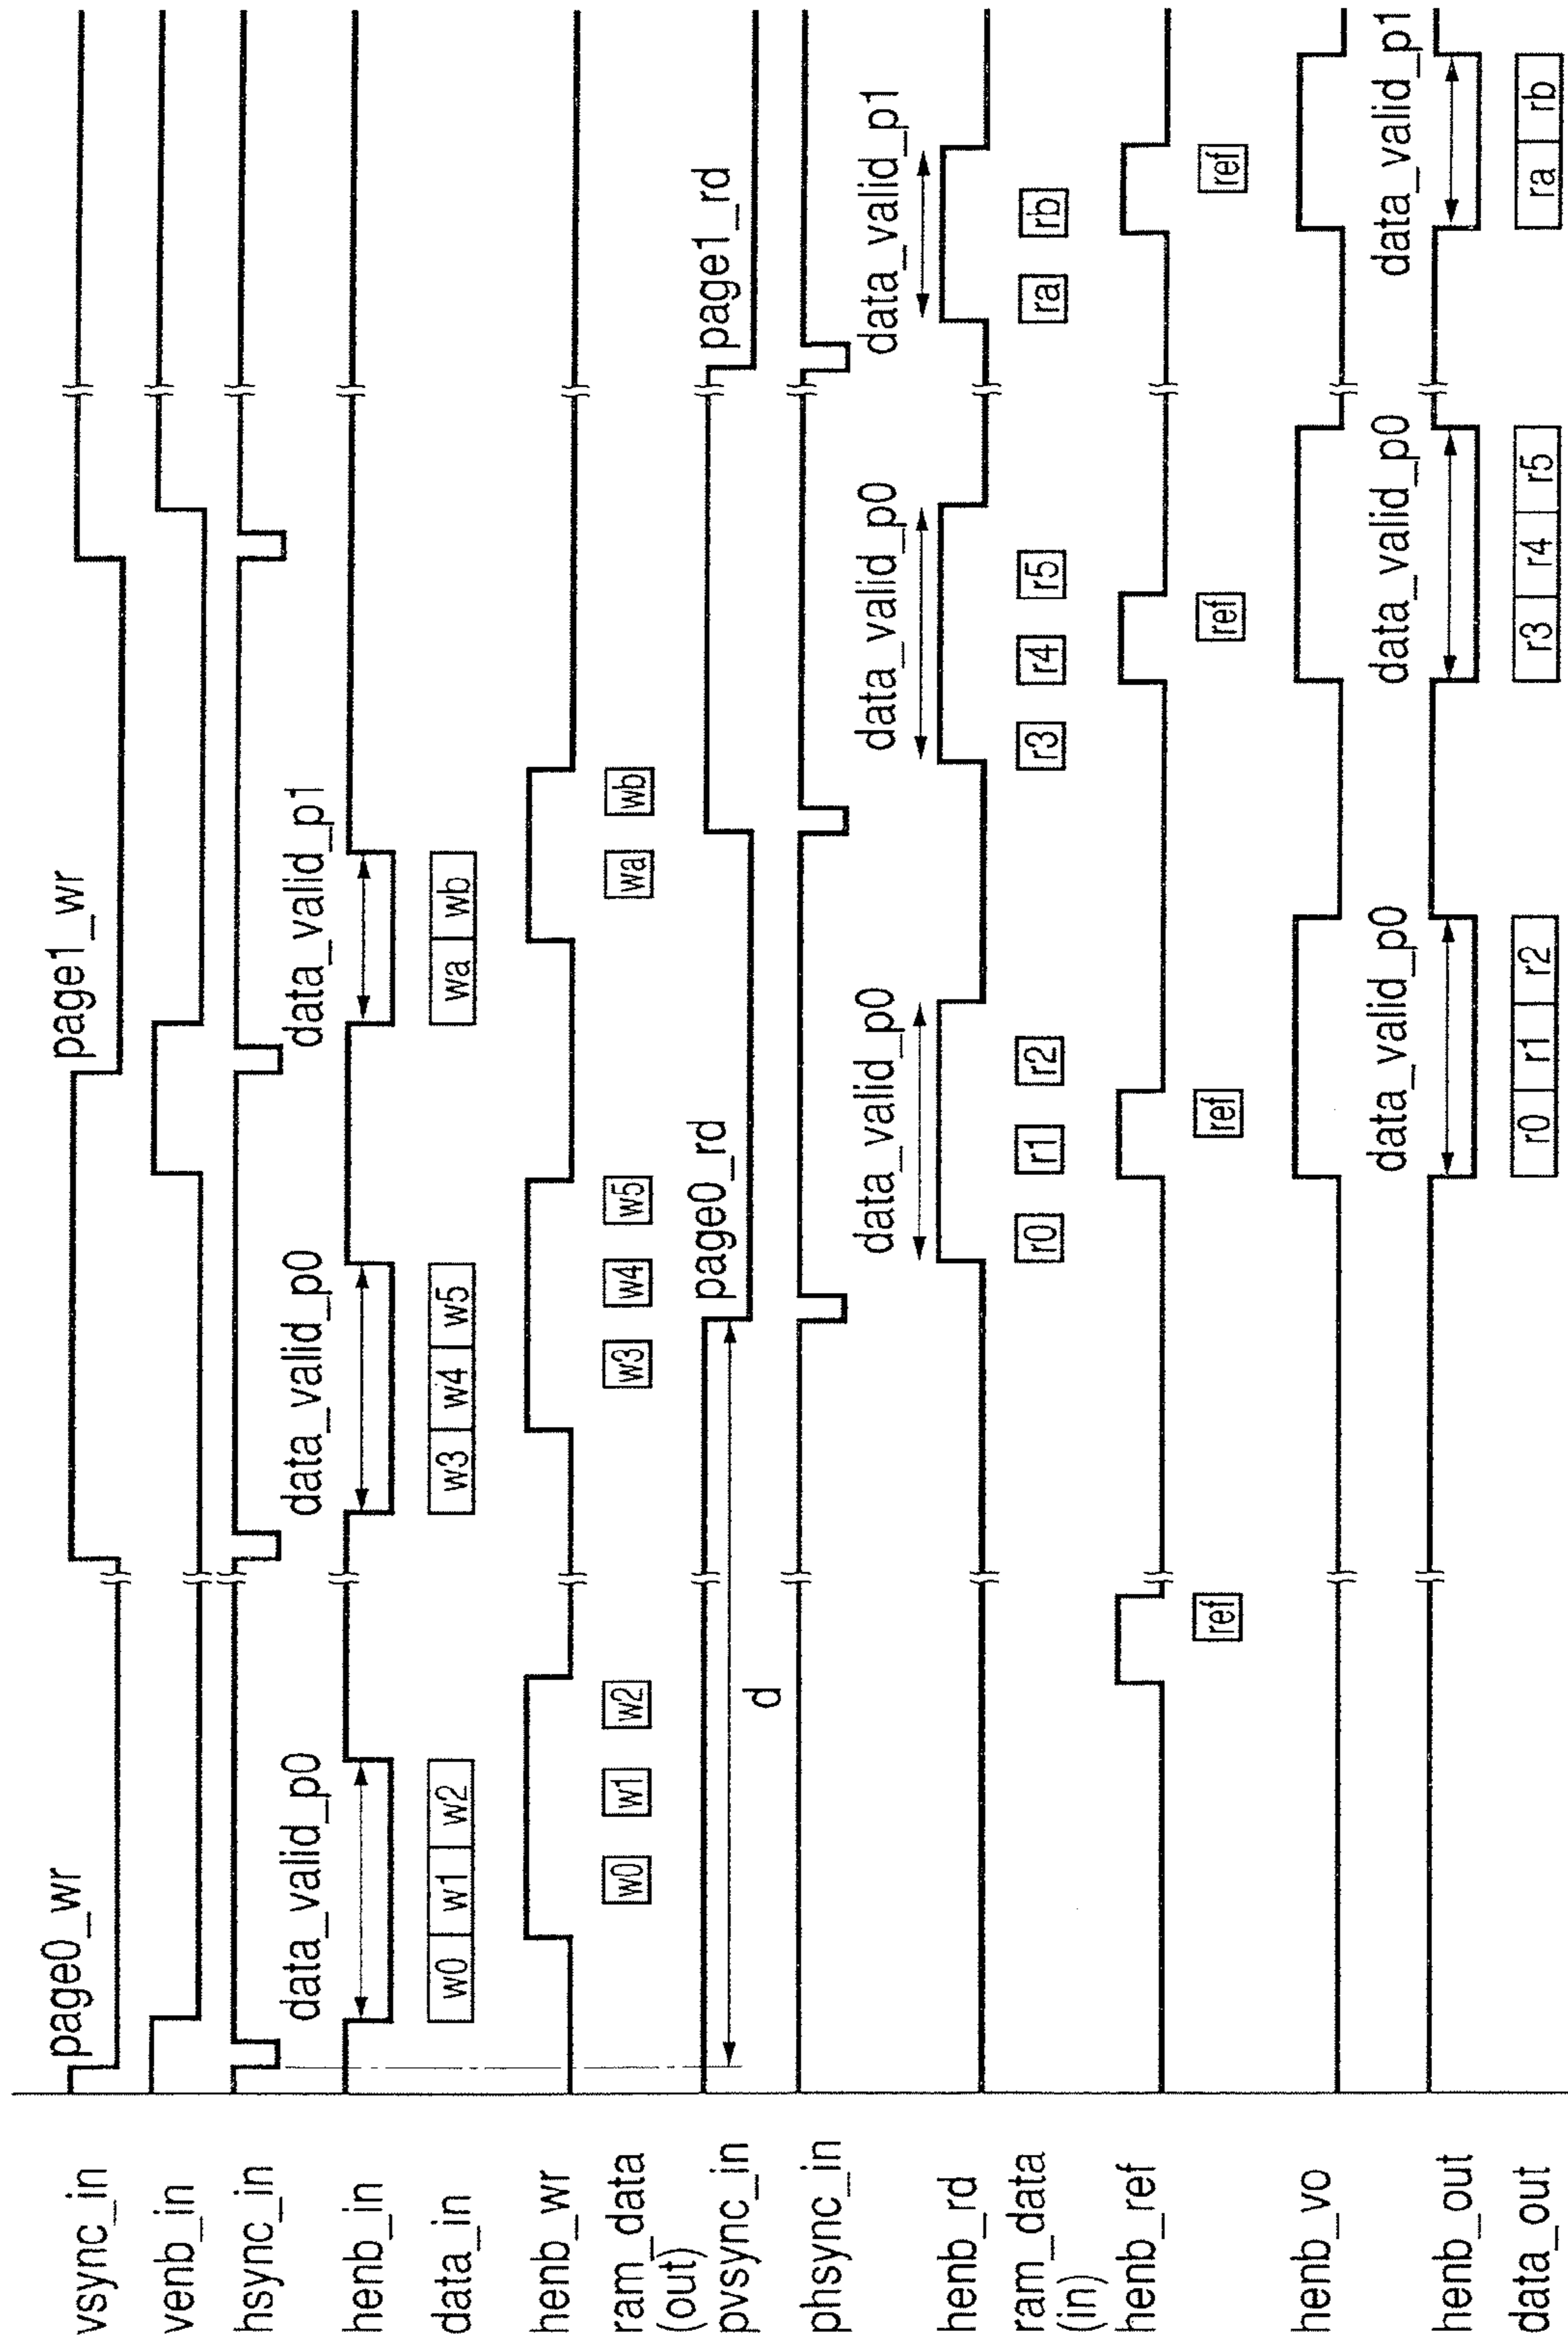 vsync_in
page0_wr
page1_wr
venb_in
hsync_in
henb_in
data_valid_p0
data_valid_p0
data_valid_p1
data_in
w0 w1 w2
w3 w4 w5
wa wb
henb_wr
ram_data
(out)
w0 w1 w2
w3 w4 w5
wa wb
pvsync_in
d
page0_rd
page1_rd
phsync_in
henb_rd
data_valid_p0
data_valid_p0
data_valid_p1
ram_data
(in)
r0 r1 r2
r3 r4 r5
ra rb
henb_ref
ref
ref
ref
ref
henb_vo
henb_out
data_valid_p0
data_valid_p0
data_valid_p1
data_out
r0 r1 r2
r3 r4 r5
ra rb